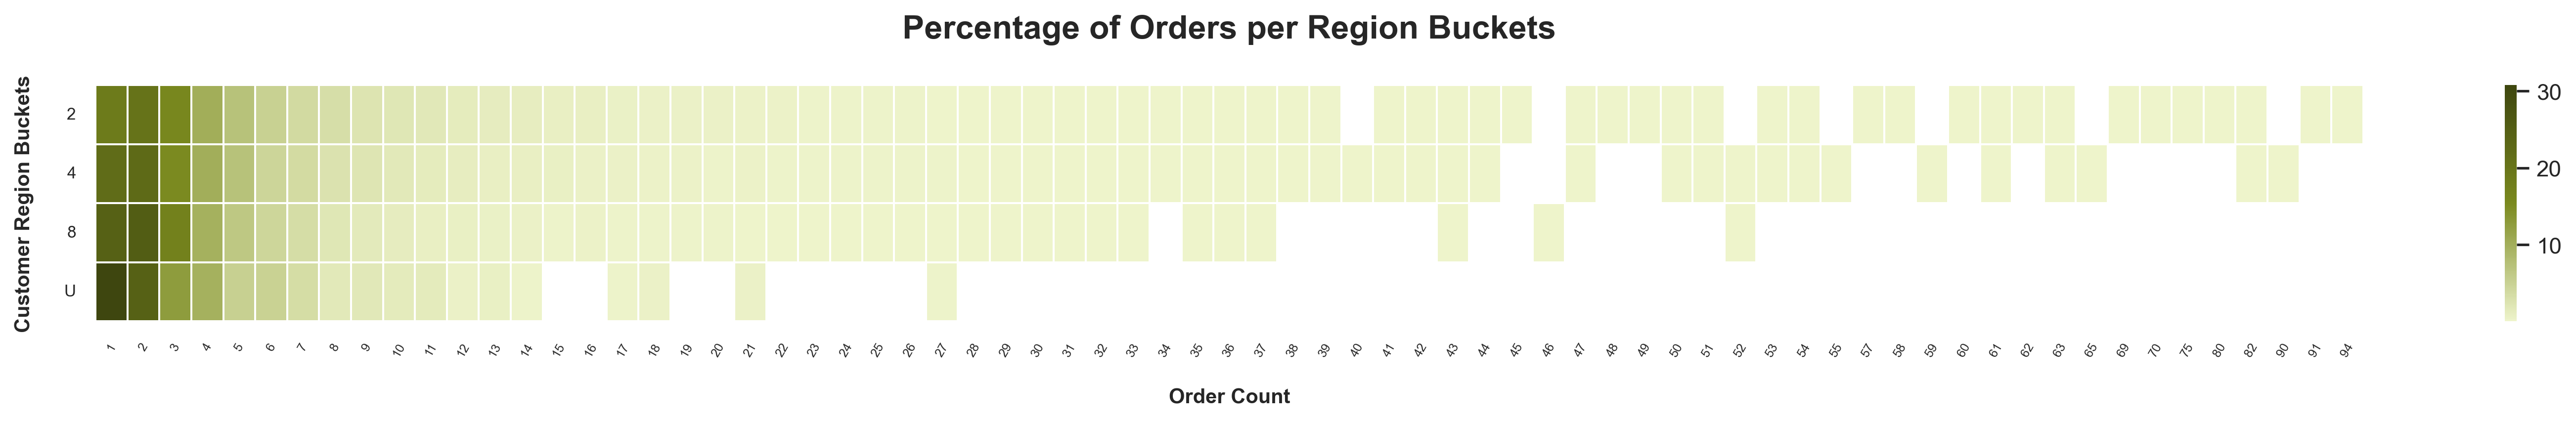 Percentage of Orders per Region Buckets
Customer Region Buckets
2
4
8
U
1 2 3 4 5 6 7 8 9 10 11 12 13 14 15 16 17 18 19 20 21 22 23 24 25 26 27 28 29 30 31 32 33 34 35 36 37 38 39 40 41 42 43 44 45 46 47 48 49 50 51 52 53 54 55 57 58 59 60 61 62 63 65 69 70 75 80 82 90 91 94
Order Count
30
20
10